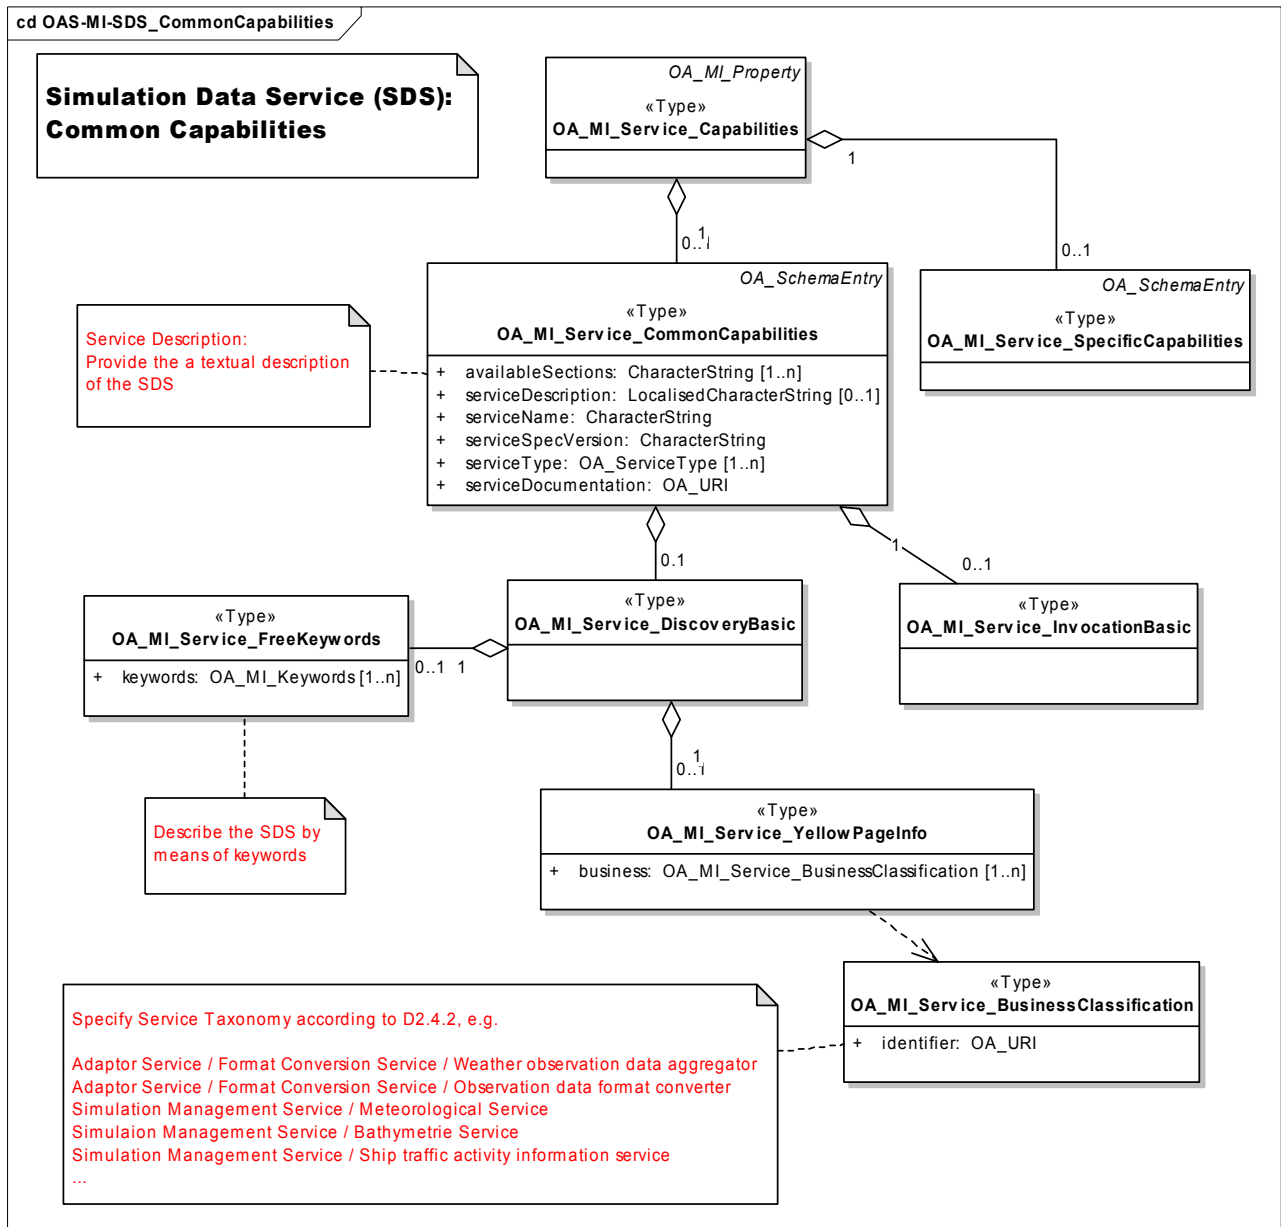 cd OAS-MI-SDS_CommonCapabilities
Simulation Data Service (SDS):
Common Capabilities
OA_MI_Property
«Type»
OA_MI_Service_Capabilities
1
0..1
1
0..1
OA_SchemaEntry
«Type»
OA_MI_Service_CommonCapabilities
+ availableSections: CharacterString [1..n]
+ serviceDescription: LocalisedCharacterString [0..1]
+ serviceName: CharacterString
+ serviceSpecVersion: CharacterString
+ serviceType: OA_ServiceType [1..n]
+ serviceDocumentation: OA_URI
OA_SchemaEntry
«Type»
OA_MI_Service_SpecificCapabilities
Service Description:
Provide the a textual description
of the SDS
0.1
1
0..1
«Type»
OA_MI_Service_FreeKeywords
+ keywords: OA_MI_Keywords [1..n]
0..1 1
«Type»
OA_MI_Service_DiscoveryBasic
«Type»
OA_MI_Service_InvocationBasic
1
0..1
Describe the SDS by
means of keywords
«Type»
OA_MI_Service_YellowPageInfo
+ business: OA_MI_Service_BusinessClassification [1..n]
«Type»
OA_MI_Service_BusinessClassification
+ identifier: OA_URI
Specify Service Taxonomy according to D2.4.2, e.g.
Adaptor Service / Format Conversion Service / Weather observation data aggregator
Adaptor Service / Format Conversion Service / Observation data format converter
Simulation Management Service / Meteorological Service
Simulaion Management Service / Bathymetrie Service
Simulation Management Service / Ship traffic activity information service
...